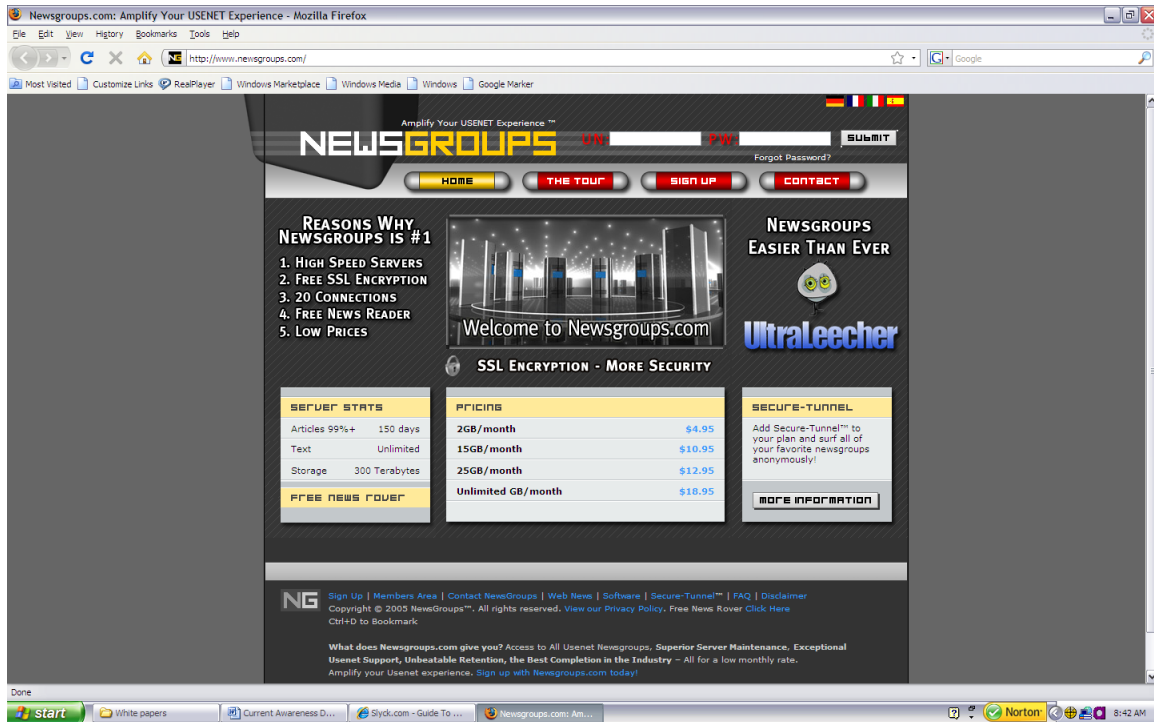 Newsgroups.com: Amplify Your USENET Experience - Mozilla Firefox
File Edit View History Bookmarks Tools Help
NG http://www.newsgroups.com/ G Google
Most Visited Customize Links RealPlayer Windows Marketplace Windows Media Windows Google Marker
Amplify Your USENET Experience ™
NEWSGROUPS UN: PW: SUBMIT
Forgot Password?
HOME THE TOUR SIGN UP CONTACT
REASONS WHY
NEWSGROUPS IS #1
1. HIGH SPEED SERVERS
2. FREE SSL ENCRYPTION
3. 20 CONNECTIONS
4. FREE NEWS READER
5. LOW PRICES
Welcome to Newsgroups.com
SSL ENCRYPTION - MORE SECURITY
NEWSGROUPS
EASIER THAN EVER
UltraLeecher
SERVER STATS
Articles 99%+ 150 days
Text Unlimited
Storage 300 Terabytes
FREE NEWS ROVER
PRICING
2GB/month $4.95
15GB/month $10.95
25GB/month $12.95
Unlimited GB/month $18.95
SECURE-TUNNEL
Add Secure-Tunnel™ to
your plan and surf all of
your favorite newsgroups
anonymously!
MORE INFORMATION
NG
Sign Up | Members Area | Contact NewsGroups | Web News | Software | Secure-Tunnel™ | FAQ | Disclaimer
Copyright © 2005 NewsGroups™. All rights reserved. View our Privacy Policy. Free News Rover Click Here
Ctrl+D to Bookmark
What does Newsgroups.com give you? Access to All Usenet Newsgroups, Superior Server Maintenance, Exceptional
Usenet Support, Unbeatable Retention, the Best Completion in the Industry – All for a low monthly rate.
Amplify your Usenet experience. Sign up with Newsgroups.com today!
Done
start White papers Current Awareness D... Slyck.com - Guide To ... Newsgroups.com: Am... Norton 8:42 AM